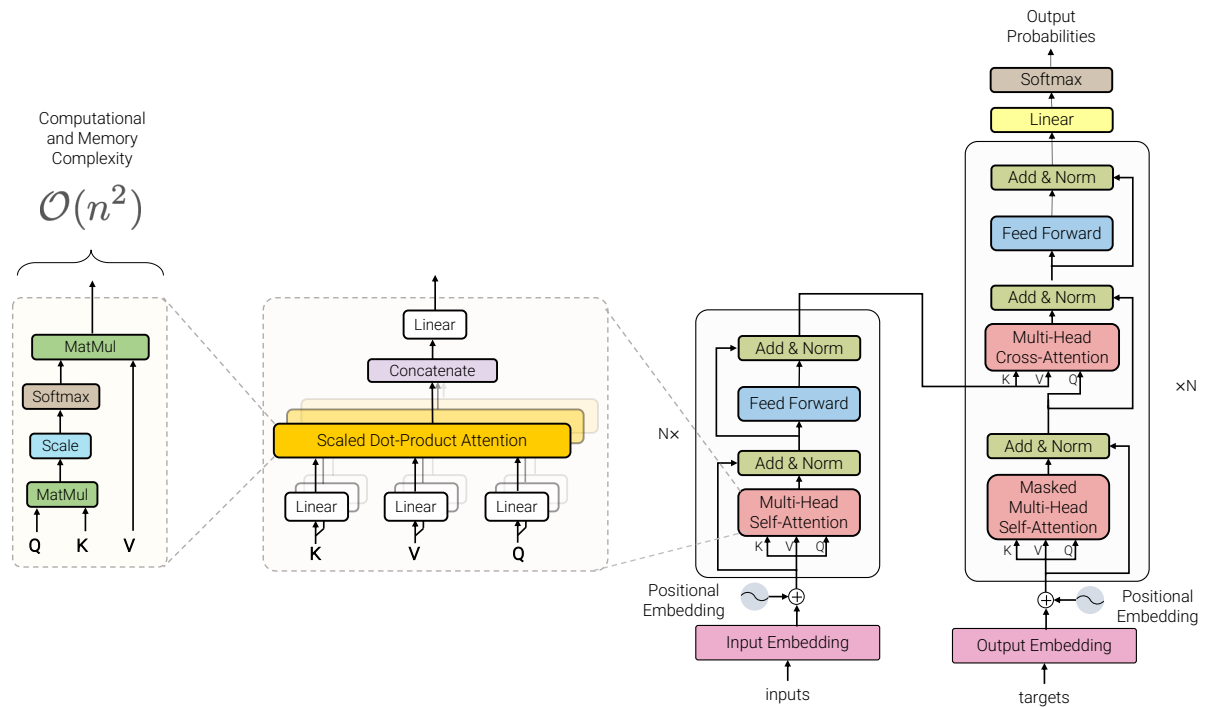 Computational
and Memory
Complexity
𝒪(n²)
MatMul
Softmax
Scale
MatMul
Q K V
Linear
Concatenate
Scaled Dot-Product Attention
Linear Linear Linear
K V Q
N×
Add & Norm
Feed Forward
Add & Norm
Multi-Head
Self-Attention
K V Q
Positional
Embedding
Input Embedding
inputs
Output
Probabilities
Softmax
Linear
Add & Norm
Feed Forward
Add & Norm
Multi-Head
Cross-Attention
K V Q
×N
Add & Norm
Masked
Multi-Head
Self-Attention
K V Q
Positional
Embedding
Output Embedding
targets